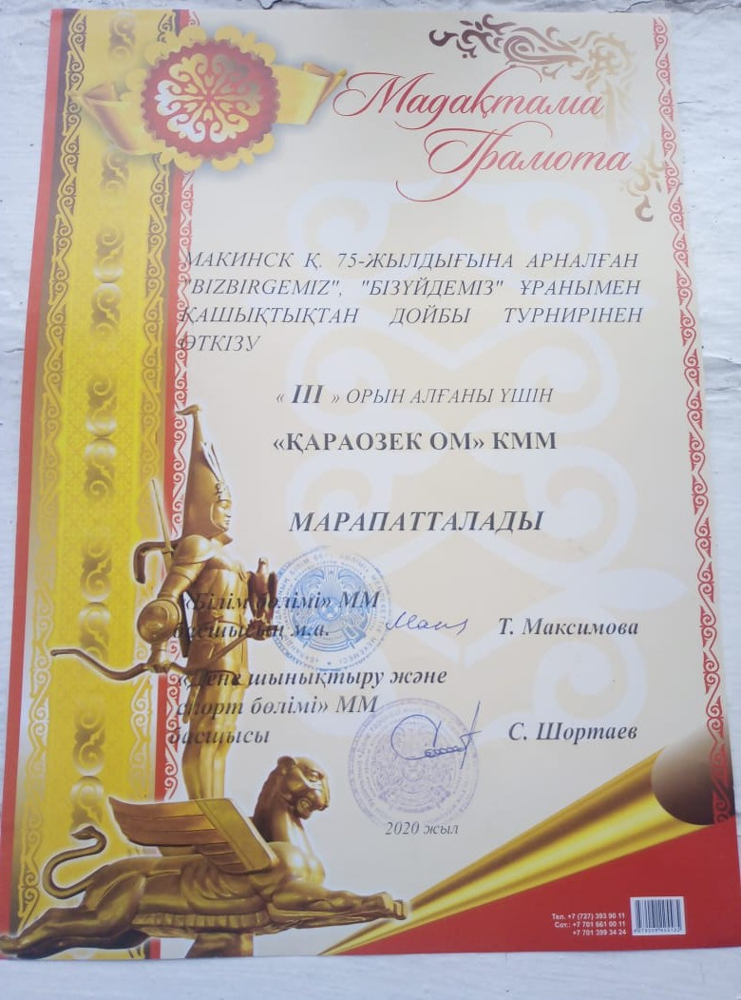 Мадақтама
Грамота
МАКИНСК Қ. 75-ЖЫЛДЫҒЫНА АРНАЛҒАН
"BIZBIRGEMIZ", "БІЗҮЙДЕМІЗ" ҰРАНЫМЕН
ҚАШЫҚТЫҚТАН ДОЙБЫ ТУРНИРІНЕН
ӨТКІЗУ
« III » ОРЫН АЛҒАНЫ ҮШІН
«ҚАРАОЗЕК ОМ» КММ
МАРАПАТТАЛАДЫ
«Білім бөлімі» ММ
басшысың м.а. Т. Максимова
«Дене шынықтыру және
спорт бөлімі» ММ
басшысы С. Шортаев
2020 жыл
Тел. +7 (727) 393 90 11
Сот.: +7 701 661 00 11
+7 701 399 34 24